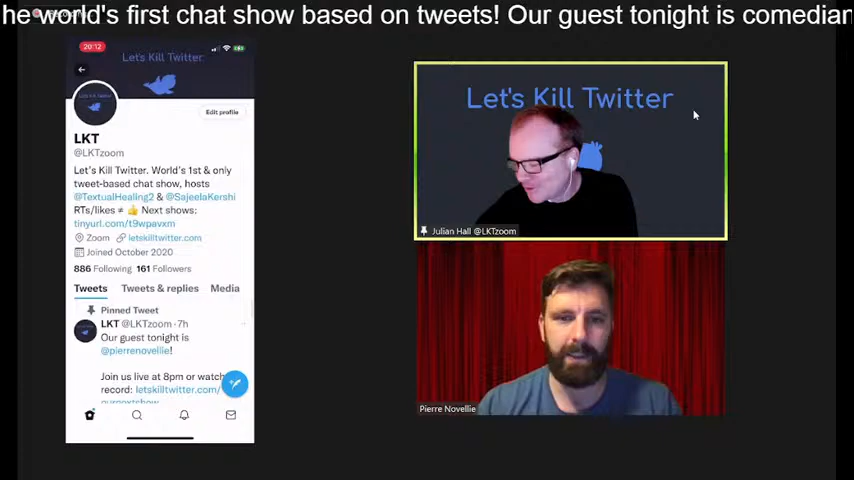 he world's first chat show based on tweets! Our guest tonight is comedian
20:12
Let's Kill Twitter
Edit profile
LKT
@LKTzoom
Let's Kill Twitter. World's 1st & only
tweet-based chat show, hosts
@TextualHealing2 & @SajeelaKershi
RTs/likes ≠ 👍 Next shows:
tinyurl.com/t9wpavxm
Zoom letskilltwitter.com
Joined October 2020
886 Following 161 Followers
Tweets Tweets & replies Media
Pinned Tweet
LKT @LKTzoom · 7h
Our guest tonight is
@pierrenovellie!
Join us live at 8pm or watch
record: letskilltwitter.com/
ournextshow
Let's Kill Twitter
Julian Hall @LKTzoom
Pierre Novellie